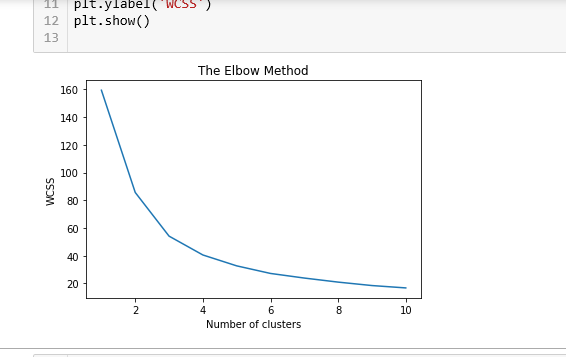 11 plt.ylabel('WCSS')
12 plt.show()
13
The Elbow Method
160
140
120
100
80
60
40
20
WCSS
2 4 6 8 10
Number of clusters